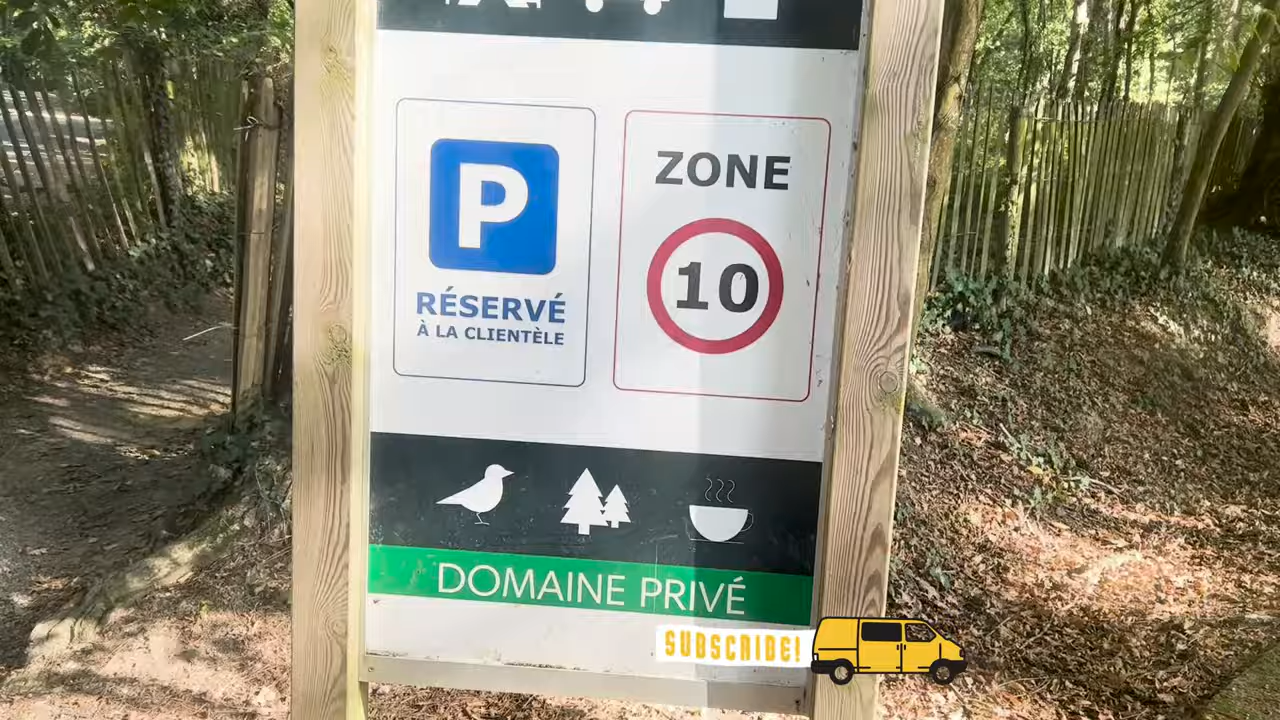 P
RÉSERVÉ
À LA CLIENTÈLE
ZONE
10
DOMAINE PRIVÉ
SUBSCRIBE!